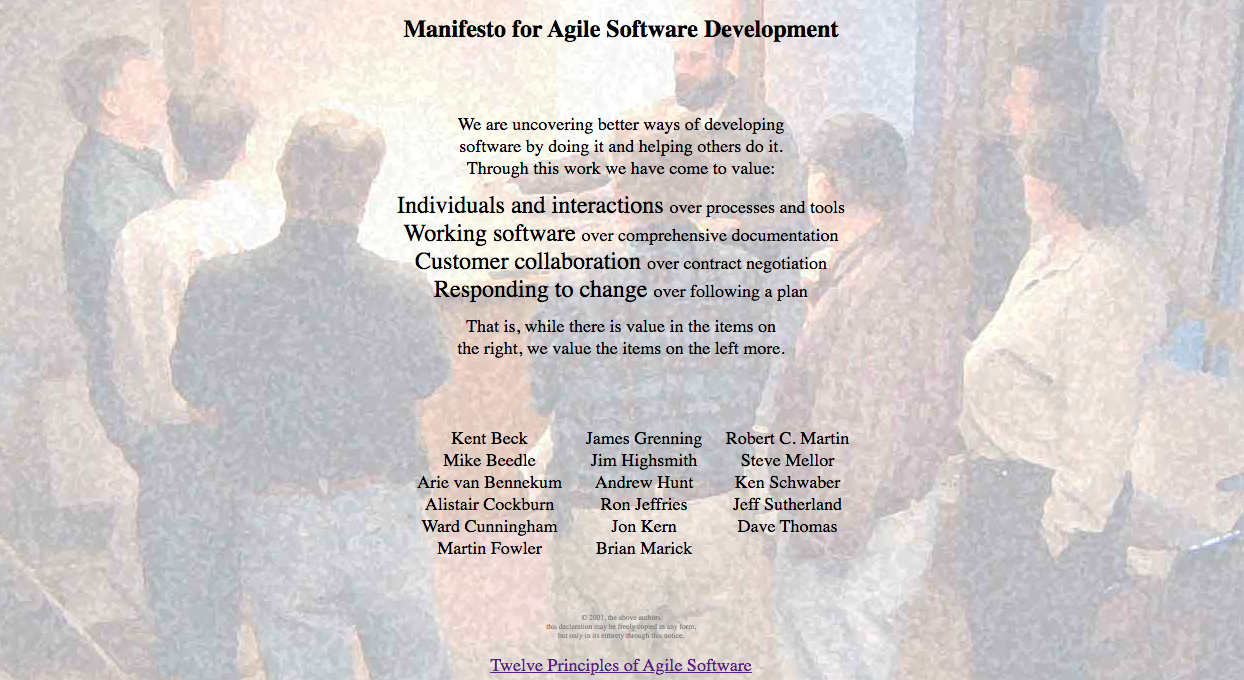 Manifesto for Agile Software Development
We are uncovering better ways of developing
software by doing it and helping others do it.
Through this work we have come to value:
Individuals and interactions over processes and tools
Working software over comprehensive documentation
Customer collaboration over contract negotiation
Responding to change over following a plan
That is, while there is value in the items on
the right, we value the items on the left more.
Kent Beck
Mike Beedle
Arie van Bennekum
Alistair Cockburn
Ward Cunningham
Martin Fowler
James Grenning
Jim Highsmith
Andrew Hunt
Ron Jeffries
Jon Kern
Brian Marick
Robert C. Martin
Steve Mellor
Ken Schwaber
Jeff Sutherland
Dave Thomas
© 2001, the above authors
this declaration may be freely copied in any form,
but only in its entirety through this notice.
Twelve Principles of Agile Software